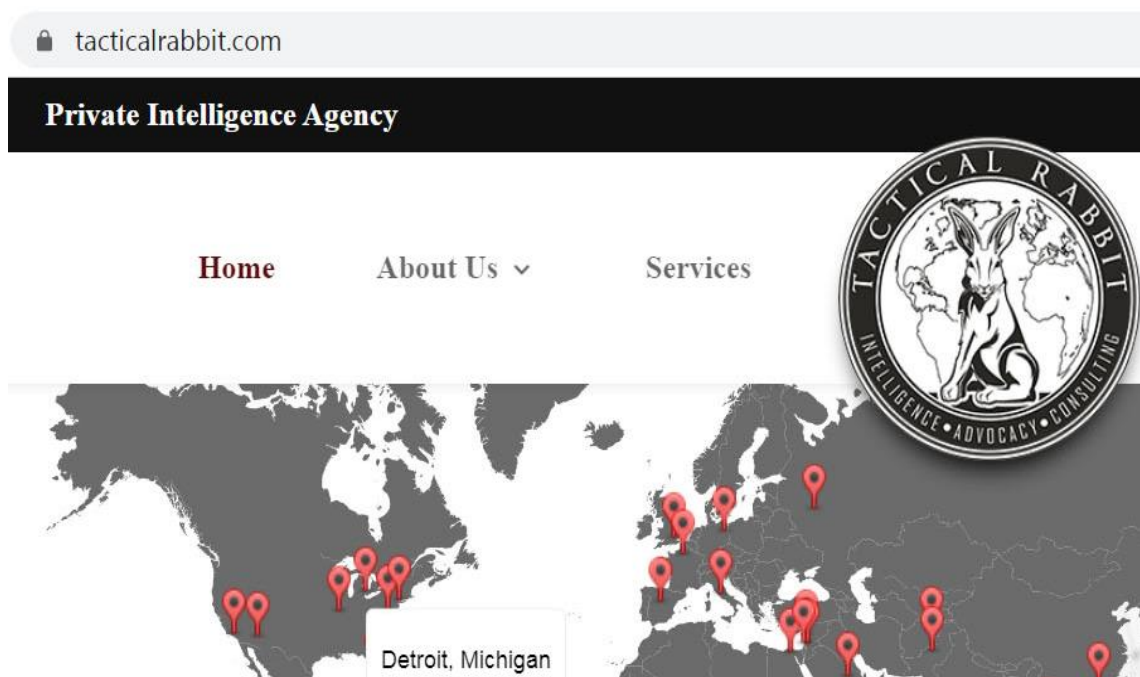 tacticalrabbit.com
Private Intelligence Agency
Home
About Us
Services
TACTICAL RABBIT
INTELLIGENCE • ADVOCACY • CONSULTING
Detroit, Michigan